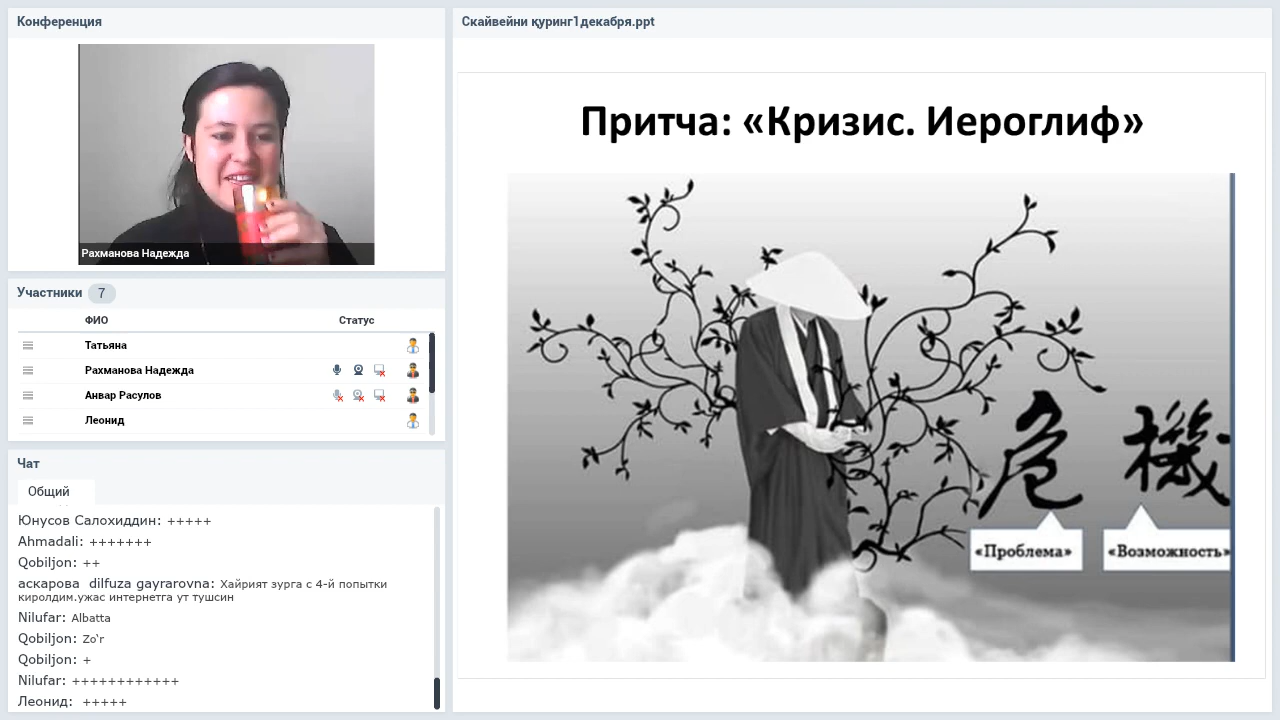 Конференция
Рахманова Надежда
Участники 7
ФИО Статус
Татьяна
Рахманова Надежда
Анвар Расулов
Леонид
Чат
Общий
Юнусов Салохиддин: +++++
Ahmadali: +++++++
Qobiljon: ++
аскарова dilfuza gayrarovna: Хайрият зурга с 4-й попытки
киролдим.ужас интернетга ут тушсин
Nilufar: Albatta
Qobiljon: Zo'r
Qobiljon: +
Nilufar: ++++++++++++
Леонид: +++++
Скайвейни қуринг1декабря.ppt
Притча: «Кризис. Иероглиф»
危機
«Проблема» «Возможность»